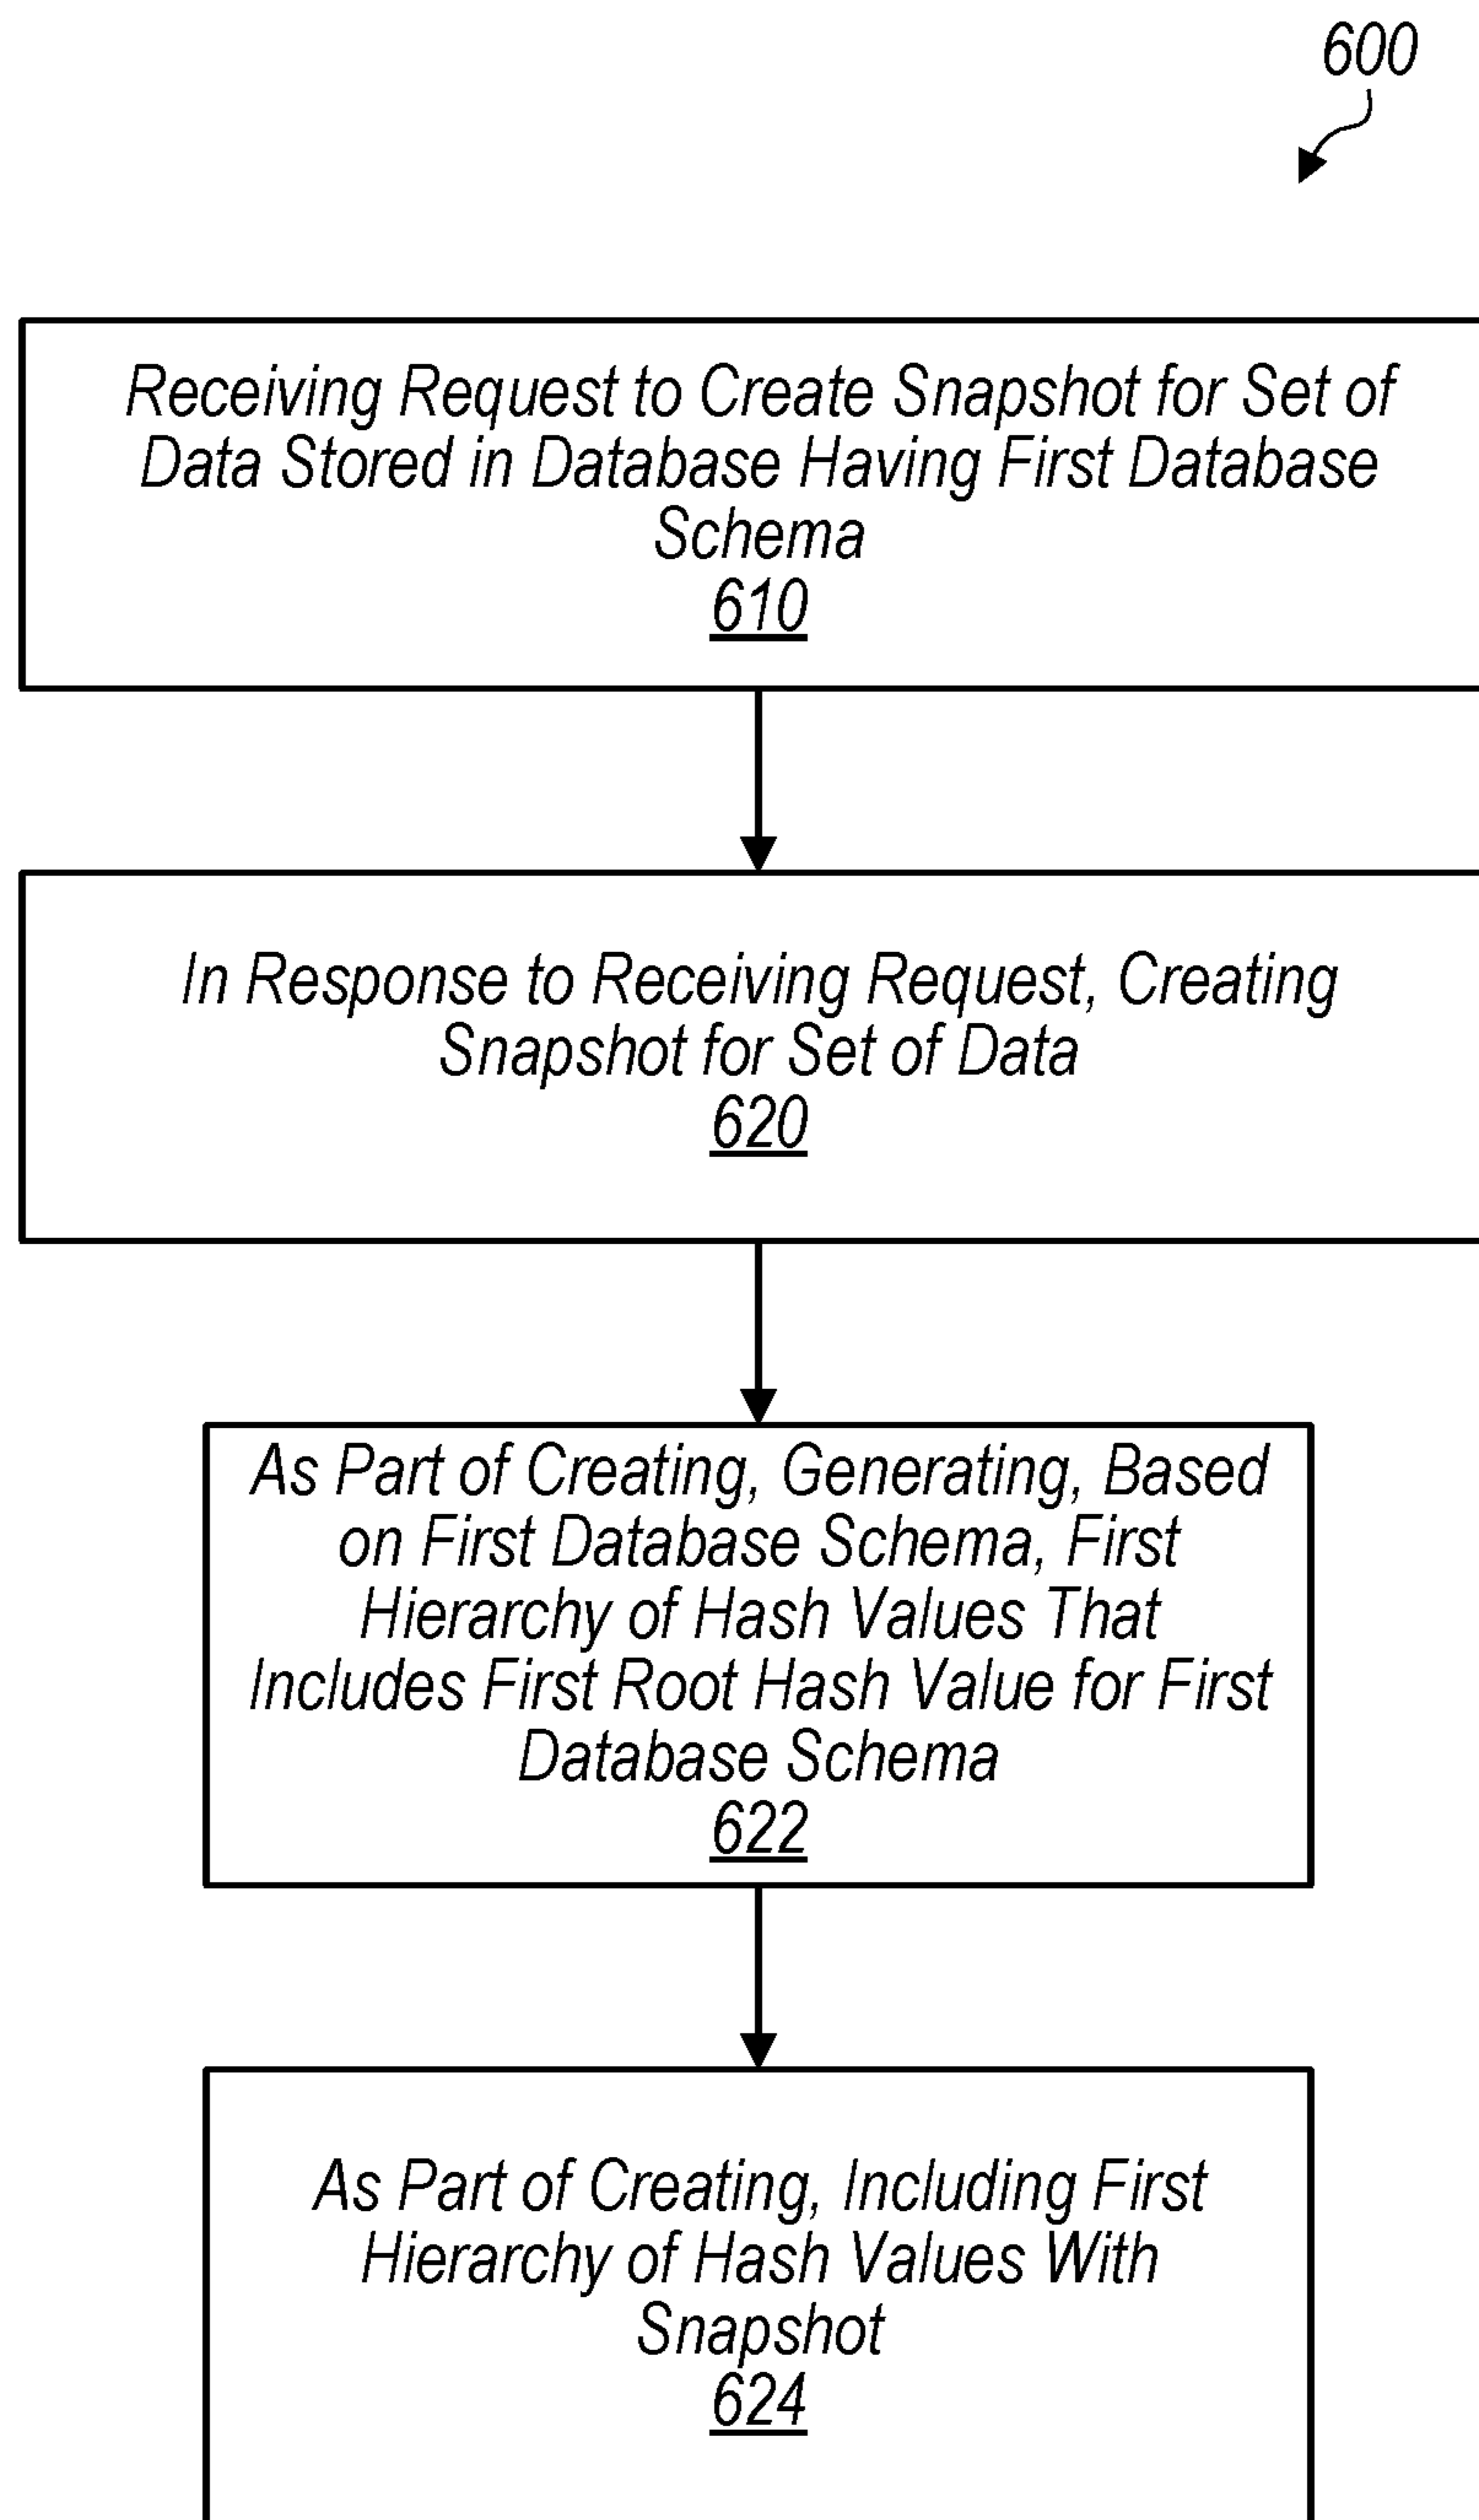 600
Receiving Request to Create Snapshot for Set of
Data Stored in Database Having First Database
Schema
610
In Response to Receiving Request, Creating
Snapshot for Set of Data
620
As Part of Creating, Generating, Based
on First Database Schema, First
Hierarchy of Hash Values That
Includes First Root Hash Value for First
Database Schema
622
As Part of Creating, Including First
Hierarchy of Hash Values With
Snapshot
624